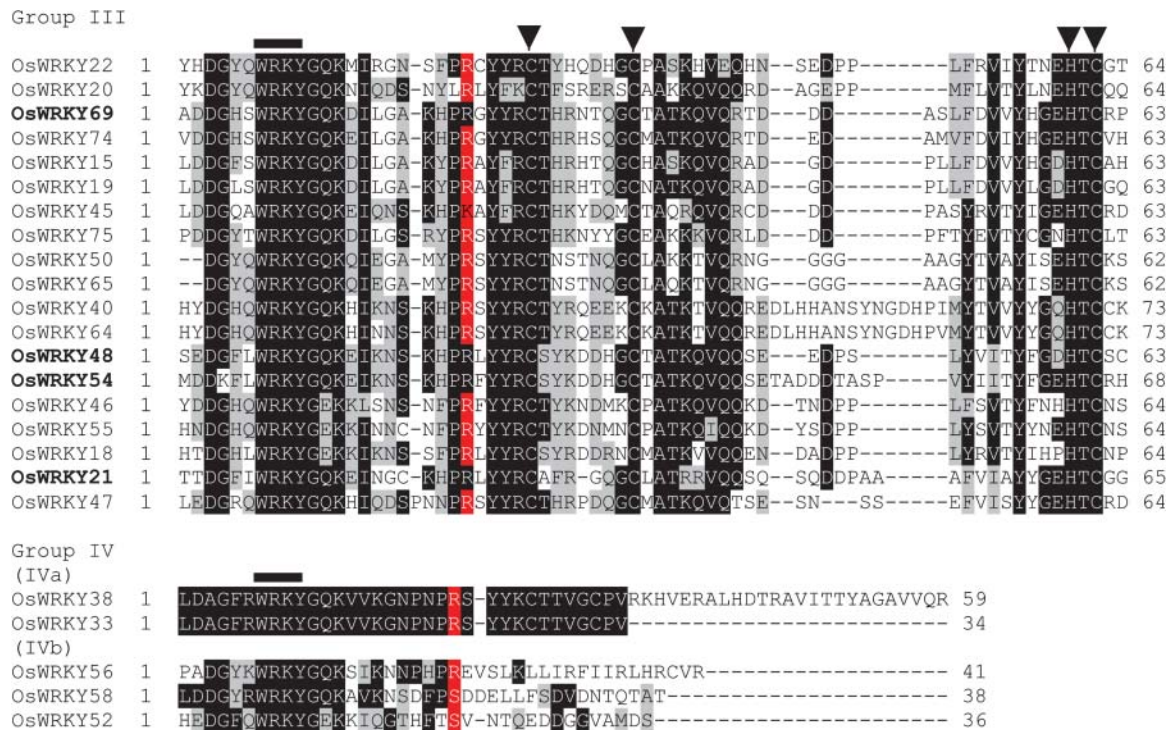 Group III
OsWRKY22 1 YHDGYQWRKYGQKMIRGN-SFPRCYYRCTYHQDHGCPASKHVEQHN--SEDPP------LFRVIYTNEHTCGT 64
OsWRKY20 1 YKDGYQWRKYGQKNIQDS-NYLRLYFKCTFSRERSCAAKKQVQQRD--AGEPP------MFLVTYLNEHTCQQ 64
OsWRKY69 1 ADDGHSWRKYGQKDILGA-KHPRGYYRCTHRNTQGCTATKQVQRTD---ED--------ASLFDVVYHGEHTCRP 63
OsWRKY74 1 VDDGHSWRKYGQKEILGA-KHPRGYYRCTHRHSQGCMATKQVQRTD---ED--------AMVFDVIYHGEHTCVH 63
OsWRKY15 1 LDDGFSWRKYGQKDILGA-KYPRAYFRCTHRHTQGCHASKQVQRAD---GD--------PLLFDVVYHGDHTCAH 63
OsWRKY19 1 LDDGLSWRKYGQKDILGA-KYPRAYFRCTHRHTQGCNATKQVQRAD---GD--------PLLFDVVYLGDHTCGQ 63
OsWRKY45 1 LDDGQAWRKYGQKEIQNS-KHPKAYFRCTHKYDQMCTAQRQVQRCD---DD--------PASYRVTYIGEHTCRD 63
OsWRKY75 1 PDDGYTWRKYGQKDILGS-RYPRSYYRCTHKNYYGCEAKKKVQRLD---DD--------PFTYEVTYCGNHTCLT 63
OsWRKY50 1 --DGYQWRKYGQKQIEGA-MYPRSYYRCTNSTNQGCLAKKTVQRNG---GGG-------AAGYTVAYISEHTCKS 62
OsWRKY65 1 --DGYQWRKYGQKQIEGA-MYPRSYYRCTNSTNQGCLAKKTVQRNG---GGG-------AAGYTVAYISEHTCKS 62
OsWRKY40 1 HYDGHQWRKYGQKHIKNS-KHPRSYYRCTYRQEEKCKATKTVQQREDLHHANSYNGDHPIMYTVVYYGQHTCCK 73
OsWRKY64 1 HYDGHQWRKYGQKHINNS-KHPRSYYRCTYRQEEKCKATKTVQQREDLHHANSYNGDHPVMYTVVYYGQHTCCK 73
OsWRKY48 1 SEDGFLWRKYGQKEIKNS-KHPRLYYRCSYKDDHGCTATKQVQQSE---EDPS------LYVITYFGDHTCSC 63
OsWRKY54 1 MDDKFLWRKYGQKEIKNS-KHPRFYYRCSYKDDHGCTATKQVQQSETADDDTASP-----VYIITYFGEHTCRH 68
OsWRKY46 1 YDDGHQWRKYGEKKLSNS-NFPRFYYRCTYKNDMKCPATKQVQQKD--TNDPP------LFSVTYFNHHTCNS 64
OsWRKY55 1 HNDGHQWRKYGEKKINNC-NFPRYYYRCTYKDNMNCPATKQIQQKD--YSDPP------LYSVTYYNEHTCNS 64
OsWRKY18 1 HTDGHLWRKYGEKKIKNS-SFPRLYYRCSYRDDRNCMATKVVQQEN--DADPP------LYRVTYIHPHTCNP 64
OsWRKY21 1 TTDGFIWRKYGQKEINGC-KHPRLYYRCAFR-GQGCLATRRVQQSQ--SQDDPAA-----AFVIAYYGEHTCGG 65
OsWRKY47 1 LEDGRQWRKYGQKHIQDSPNNPRSYYRCTHRPDQGCMATKQVQTSE---SN---SS------EFVISYYGEHTCRD 64
Group IV
(IVa)
OsWRKY38 1 LDAGFRWRKYGQKVVKGNPNPRS-YYKCTTVGCPVRKHVERALHDTRAVITTYAGAVVQR 59
OsWRKY33 1 LDAGFRWRKYGQKVVKGNPNPRS-YYKCTTVGCPV------------------------- 34
(IVb)
OsWRKY56 1 PADGYKWRKYGQKSIKNNPHPREVSLKLLIRFIIRLHRCVR------------------- 41
OsWRKY58 1 LDDGYRWRKYGQKAVKNSDFPSDDELLFSDVDNTQTAT---------------------- 38
OsWRKY52 1 HEDGFQWRKYGEKKIQGTHFTSV-NTQEDDGGVAMDS----------------------- 36